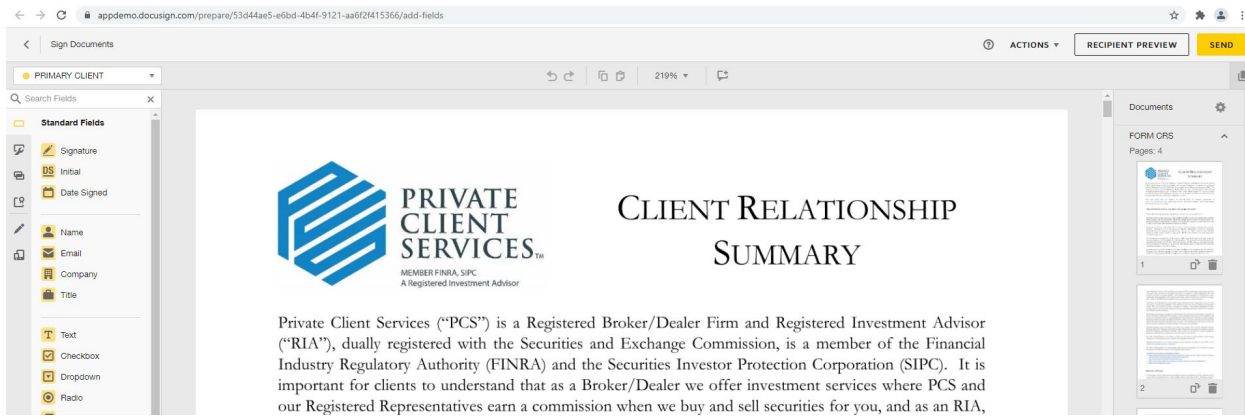 appdemo.docusign.com/prepare/53d44ae5-e6bd-4b4f-9121-aa6f2f415366/add-fields
Sign Documents
ACTIONS
RECIPIENT PREVIEW
SEND
PRIMARY CLIENT
219%
Search Fields
Standard Fields
Signature
DS Initial
Date Signed
Name
Email
Company
Title
T Text
Checkbox
Dropdown
Radio
PRIVATE
CLIENT
SERVICES™
MEMBER FINRA, SIPC
A Registered Investment Advisor
CLIENT RELATIONSHIP
SUMMARY
Private Client Services (“PCS”) is a Registered Broker/Dealer Firm and Registered Investment Advisor
(“RIA”), dually registered with the Securities and Exchange Commission, is a member of the Financial
Industry Regulatory Authority (FINRA) and the Securities Investor Protection Corporation (SIPC). It is
important for clients to understand that as a Broker/Dealer we offer investment services where PCS and
our Registered Representatives earn a commission when we buy and sell securities for you, and as an RIA,
Documents
FORM CRS
Pages: 4
CLIENT RELATIONSHIP
SUMMARY
1
2